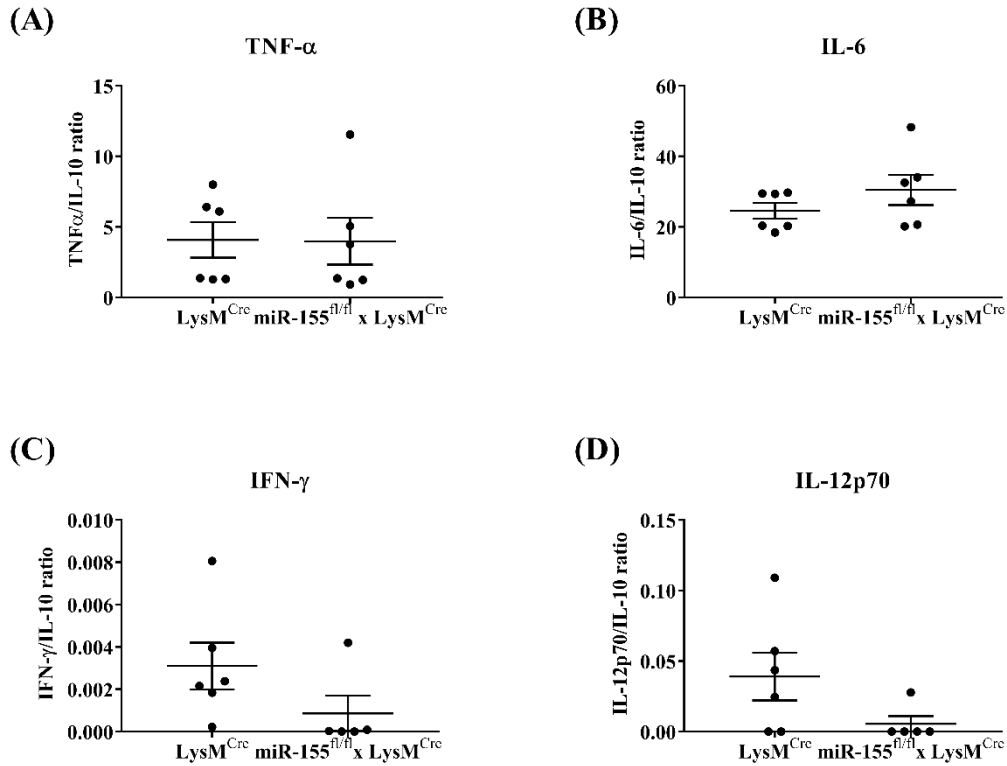 (A)
TNF-α
TNFα/IL-10 ratio
15
10
5
0
LysM^Cre miR-155^fl/fl x LysM^Cre
(B)
IL-6
IL-6/IL-10 ratio
60
40
20
0
LysM^Cre miR-155^fl/fl x LysM^Cre
(C)
IFN-γ
IFN-γ/IL-10 ratio
0.010
0.008
0.006
0.004
0.002
0.000
LysM^Cre miR-155^fl/fl x LysM^Cre
(D)
IL-12p70
IL-12p70/IL-10 ratio
0.15
0.10
0.05
0.00
LysM^Cre miR-155^fl/fl x LysM^Cre